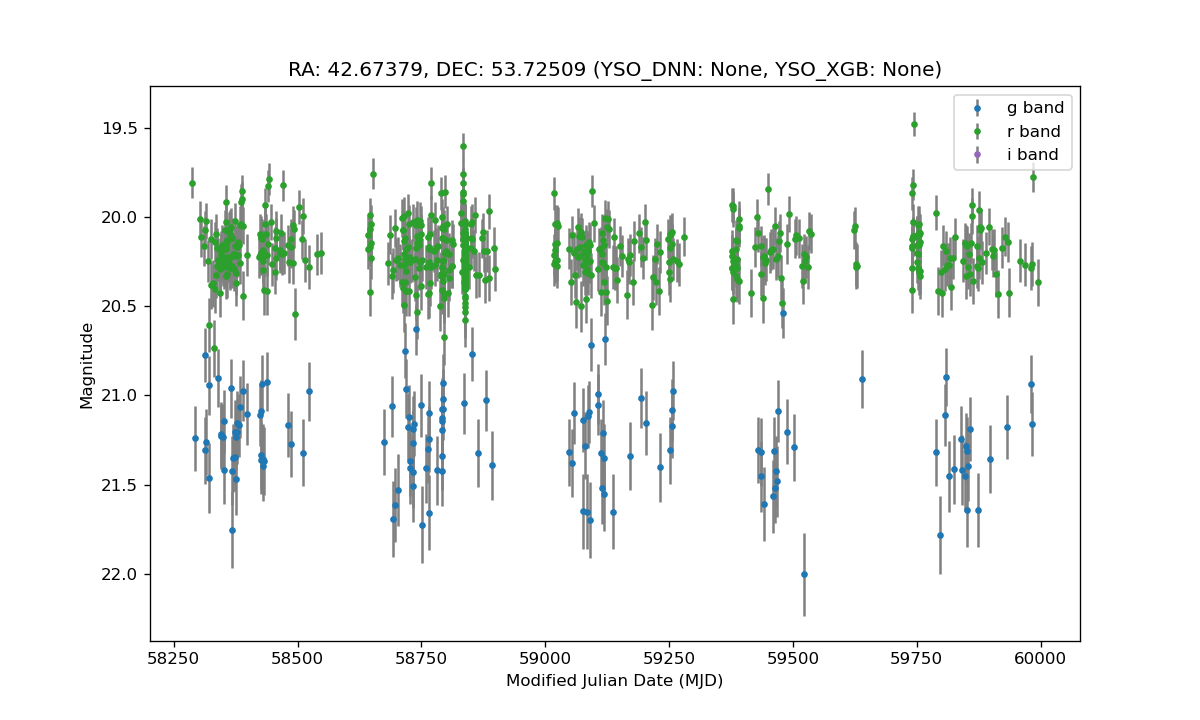 RA: 42.67379, DEC: 53.72509 (YSO_DNN: None, YSO_XGB: None)
g band
r band
i band
19.5
20.0
20.5
21.0
21.5
22.0
Magnitude
58250 58500 58750 59000 59250 59500 59750 60000
Modified Julian Date (MJD)